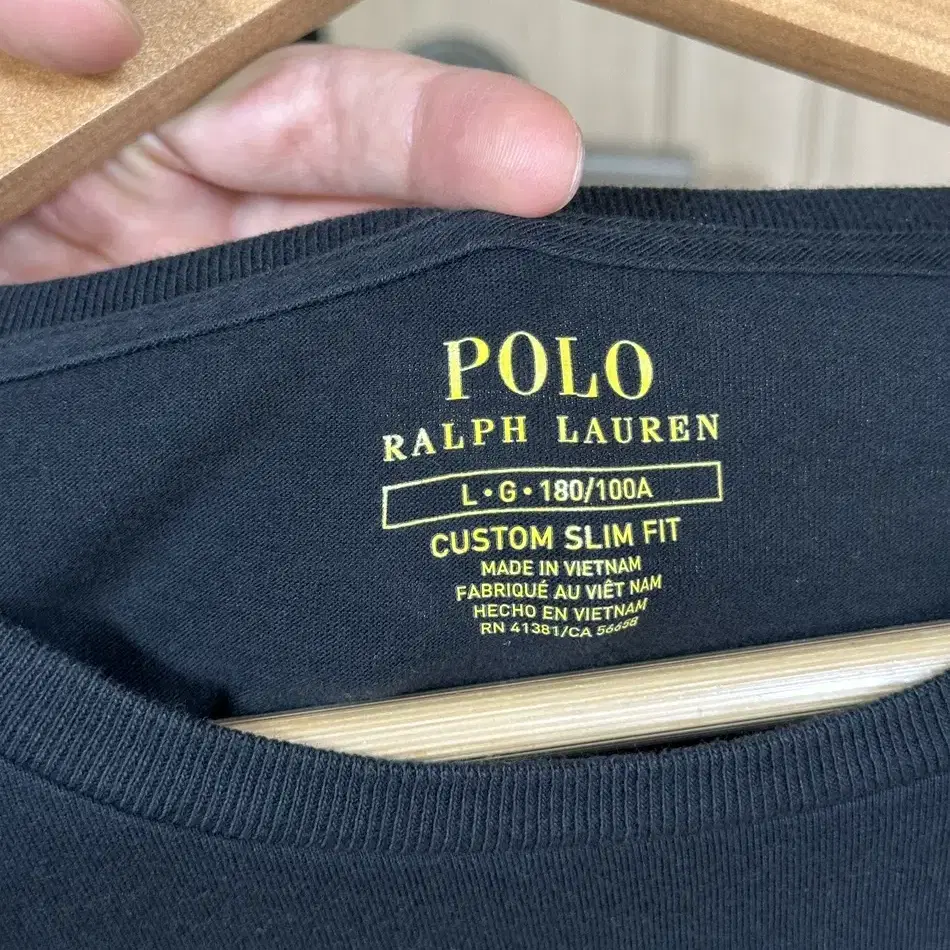 POLO
RALPH LAUREN
L•G•180/100A
CUSTOM SLIM FIT
MADE IN VIETNAM
FABRIQUÉ AU VIÊT NAM
HECHO EN VIETNAM
RN 41381/CA 56658